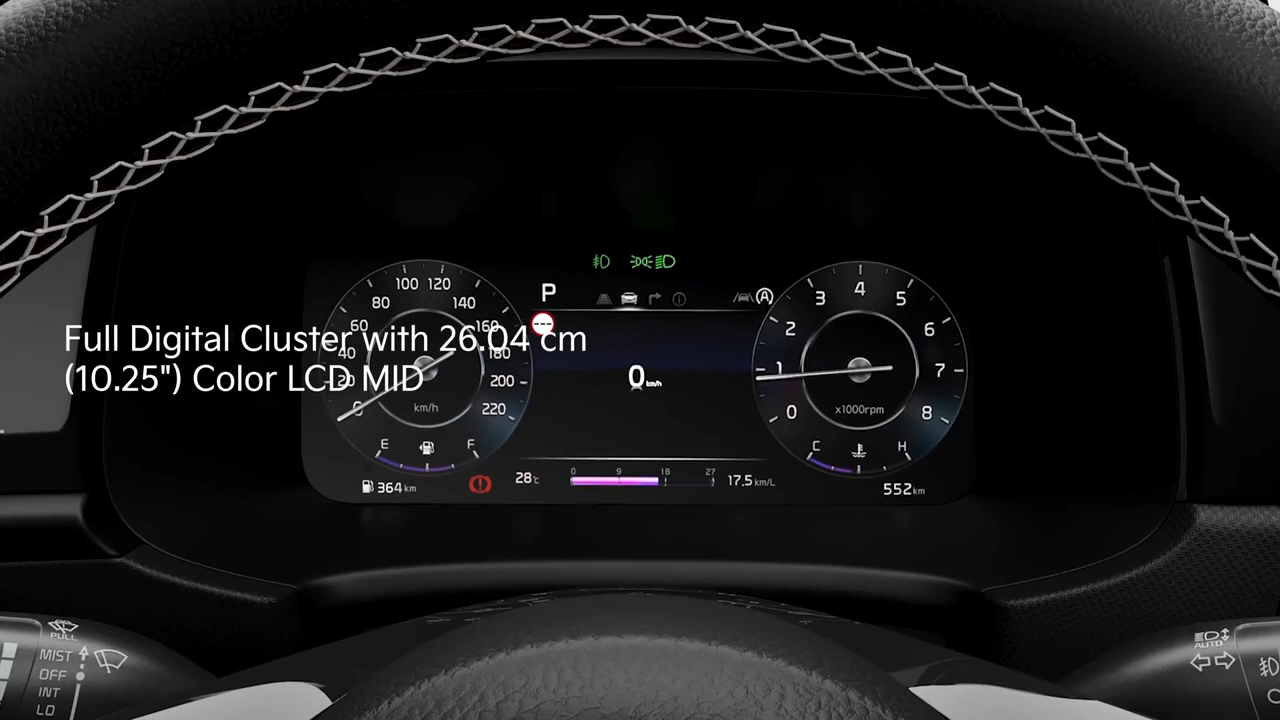 P
Full Digital Cluster with 26.04 cm
(10.25") Color LCD MID
0 20 40 60 80 100 120 140 160 180 200 220
km/h
E F
364 km
28°c
0 km/h
0 9 18 27
17.5 km/L
A
0 1 2 3 4 5 6 7 8
x1000rpm
C H
552 km
PULL
MIST
OFF
INT
LO
AUTO